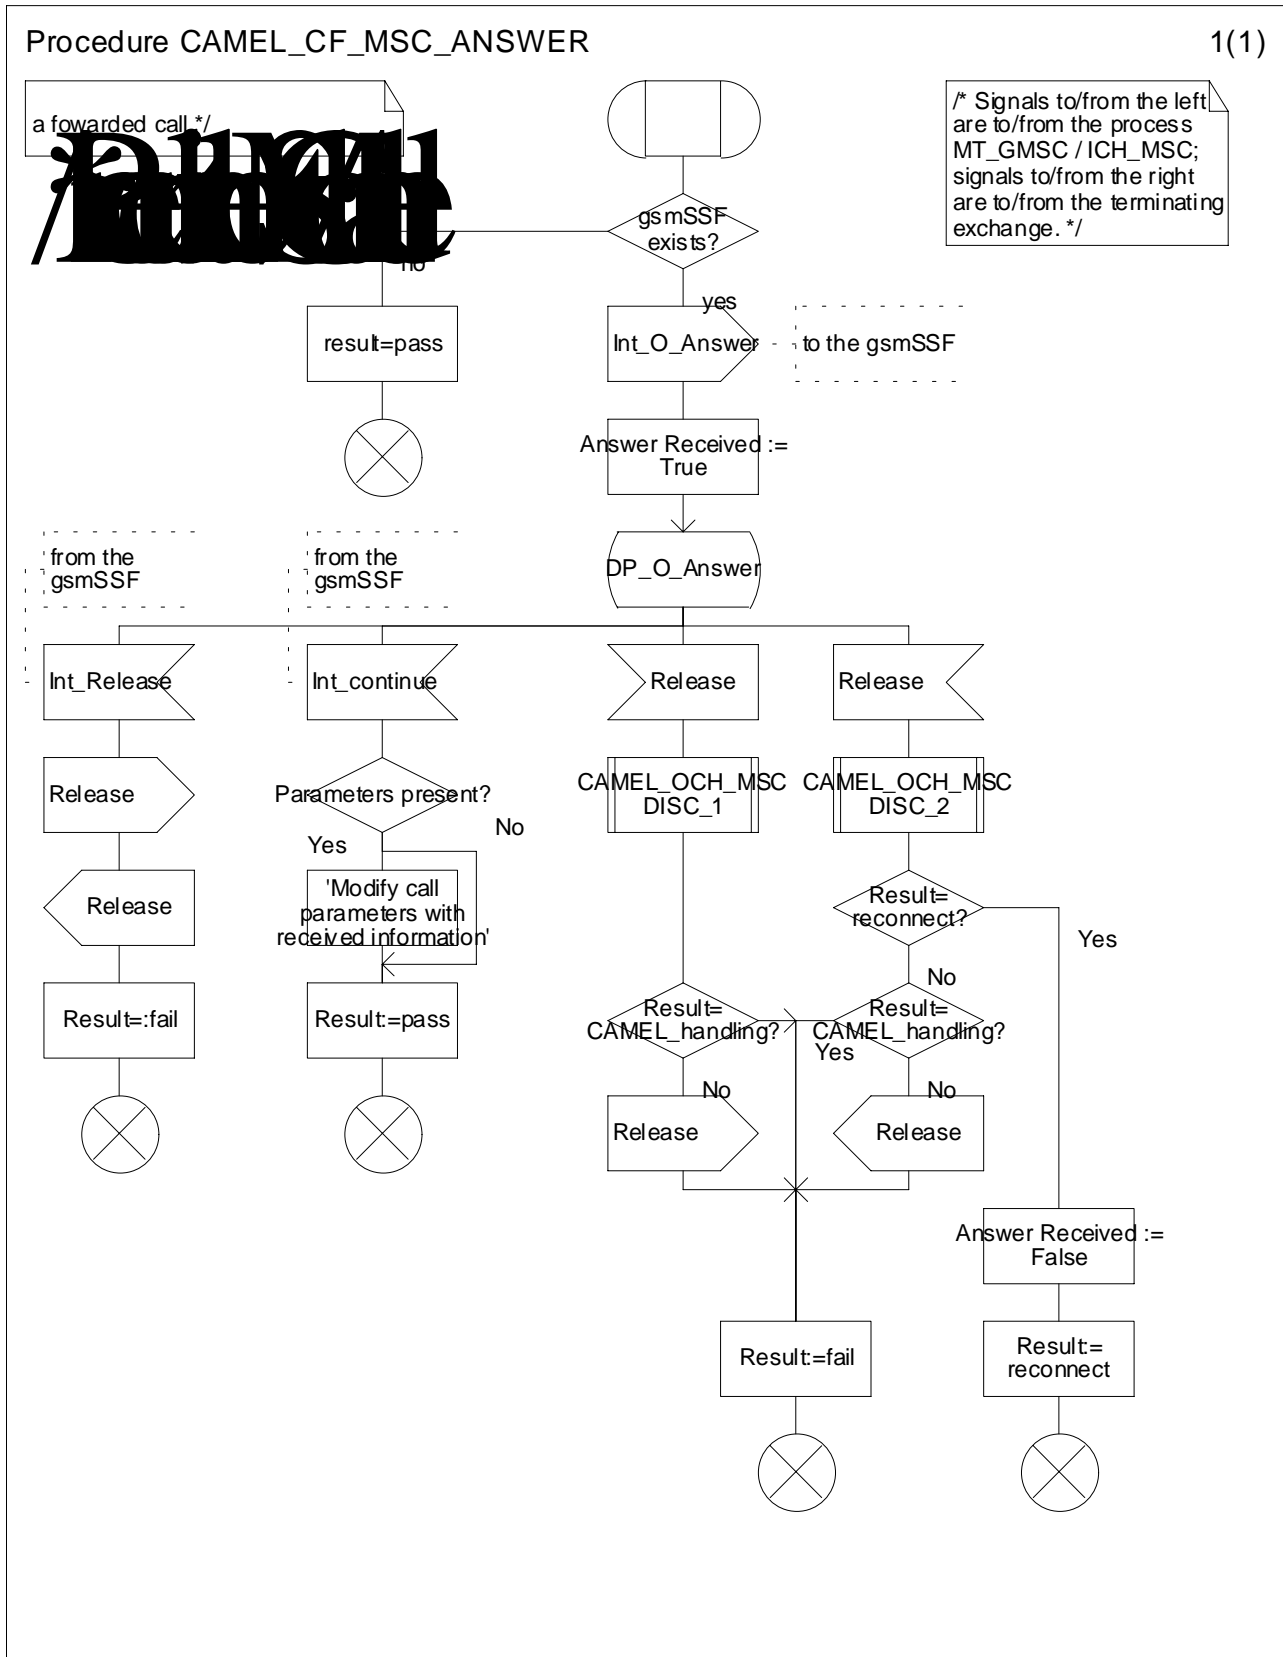 Procedure CAMEL_CF_MSC_ANSWER
1(1)
a fowarded call.*/
/* Signals to/from the left
are to/from the process
MT_GMSC / ICH_MSC;
signals to/from the right
are to/from the terminating
exchange. */
gsmSSF
exists?
no
yes
result=pass
Int_O_Answer
to the gsmSSF
Answer Received :=
True
from the
gsmSSF
from the
gsmSSF
DP_O_Answer
Int_Release
Int_continue
Release
Release
Release
Parameters present?
CAMEL_OCH_MSC
DISC_1
CAMEL_OCH_MSC
DISC_2
No
Yes
Release
'Modify call
parameters with
received information'
Result=
reconnect?
Yes
No
Result=:fail
Result:=pass
Result=
CAMEL_handling?
Result=
CAMEL_handling?
Yes
No
No
Release
Release
Answer Received :=
False
Result:=fail
Result:=
reconnect